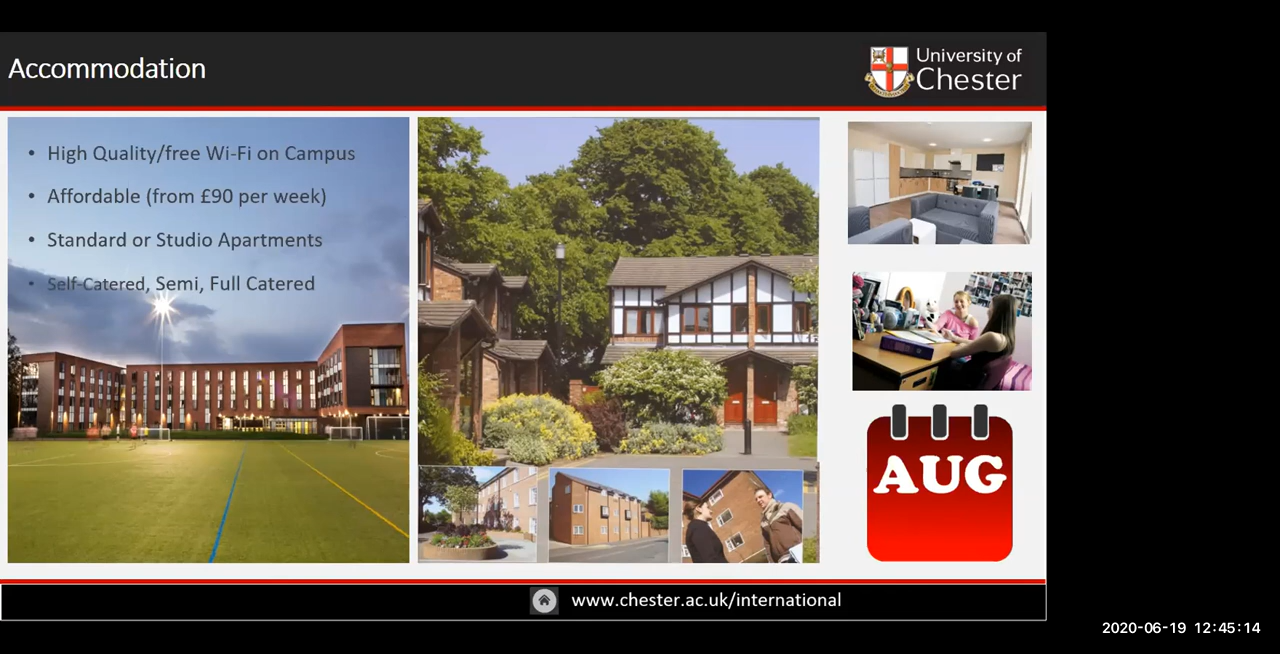 Accommodation
University of
Chester
• High Quality/free Wi-Fi on Campus
• Affordable (from £90 per week)
• Standard or Studio Apartments
• Self-Catered, Semi, Full Catered
AUG
www.chester.ac.uk/international
2020-06-19 12:45:14